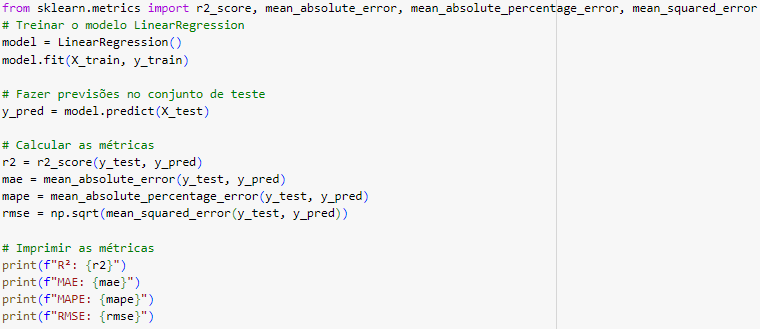 from sklearn.metrics import r2_score, mean_absolute_error, mean_absolute_percentage_error, mean_squared_error
# Treinar o modelo LinearRegression
model = LinearRegression()
model.fit(X_train, y_train)
# Fazer previsões no conjunto de teste
y_pred = model.predict(X_test)
# Calcular as métricas
r2 = r2_score(y_test, y_pred)
mae = mean_absolute_error(y_test, y_pred)
mape = mean_absolute_percentage_error(y_test, y_pred)
rmse = np.sqrt(mean_squared_error(y_test, y_pred))
# Imprimir as métricas
print(f"R²: {r2}")
print(f"MAE: {mae}")
print(f"MAPE: {mape}")
print(f"RMSE: {rmse}")